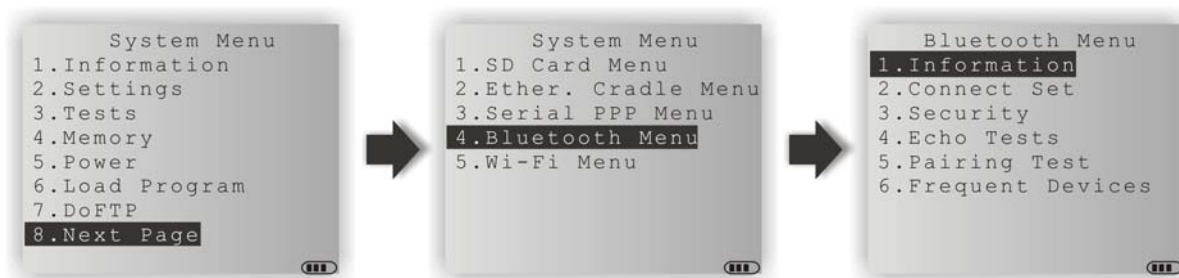 System Menu
1.Information
2.Settings
3.Tests
4.Memory
5.Power
6.Load Program
7.DoFTP
8.Next Page
System Menu
1.SD Card Menu
2.Ether. Cradle Menu
3.Serial PPP Menu
4.Bluetooth Menu
5.Wi-Fi Menu
Bluetooth Menu
1.Information
2.Connect Set
3.Security
4.Echo Tests
5.Pairing Test
6.Frequent Devices